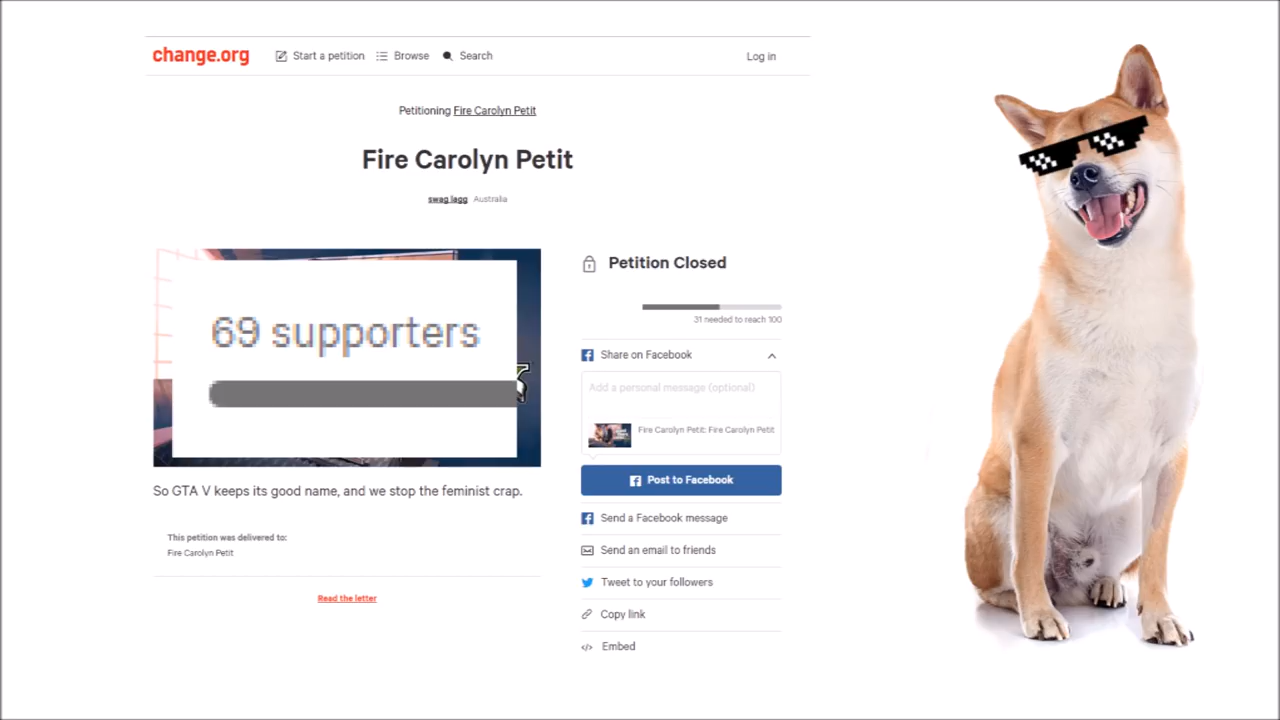 change.org Start a petition Browse Search Log in
Petitioning Fire Carolyn Petit
Fire Carolyn Petit
swag lagg Australia
69 supporters
So GTA V keeps its good name, and we stop the feminist crap.
This petition was delivered to:
Fire Carolyn Petit
Read the letter
Petition Closed
31 needed to reach 100
Share on Facebook
Add a personal message (optional)
Fire Carolyn Petit: Fire Carolyn Petit
Post to Facebook
Send a Facebook message
Send an email to friends
Tweet to your followers
Copy link
Embed